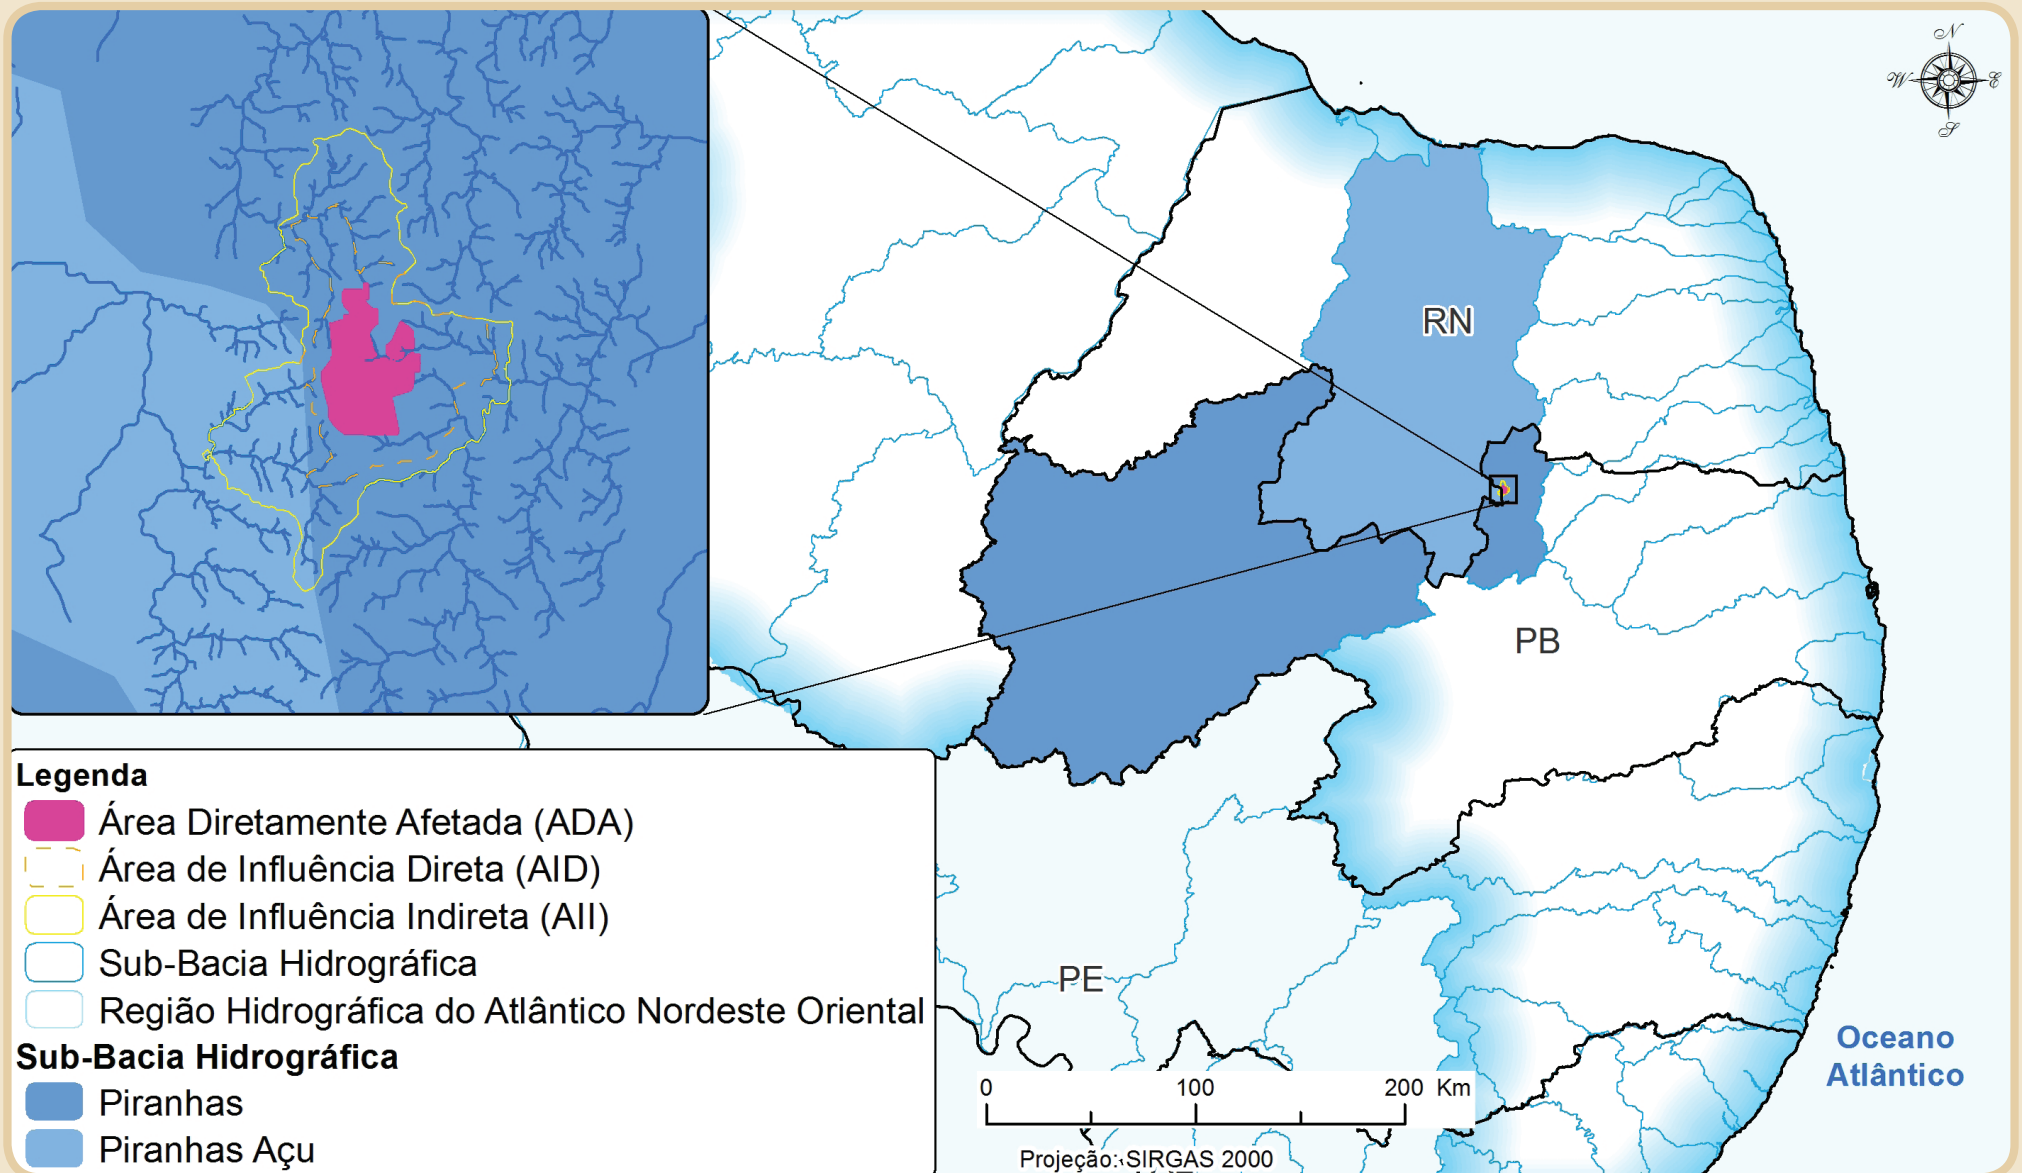 N
W
E
S
RN
PB
PE
Oceano
Atlântico
Legenda
Área Diretamente Afetada (ADA)
Área de Influência Direta (AID)
Área de Influência Indireta (AII)
Sub-Bacia Hidrográfica
Região Hidrográfica do Atlântico Nordeste Oriental
Sub-Bacia Hidrográfica
Piranhas
Piranhas Açu
0 100 200 Km
Projeção: SIRGAS 2000